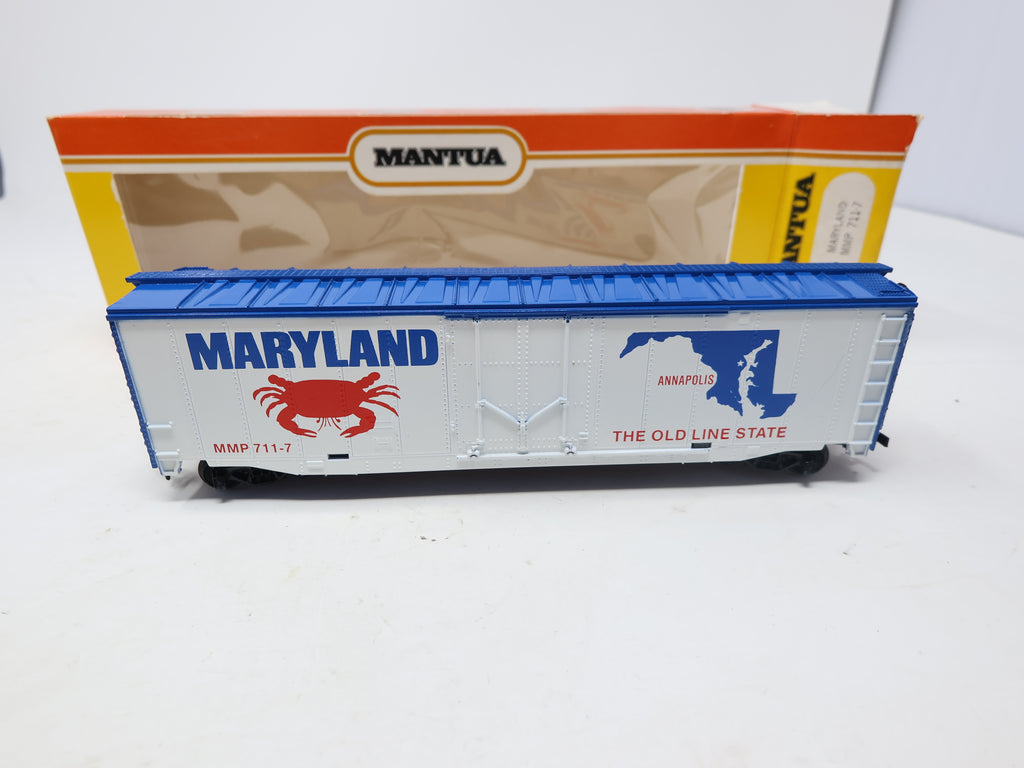 MANTUA
MANTUA
MARYLAND
MMP 711-7
MARYLAND
MMP 711-7
ANNAPOLIS
THE OLD LINE STATE